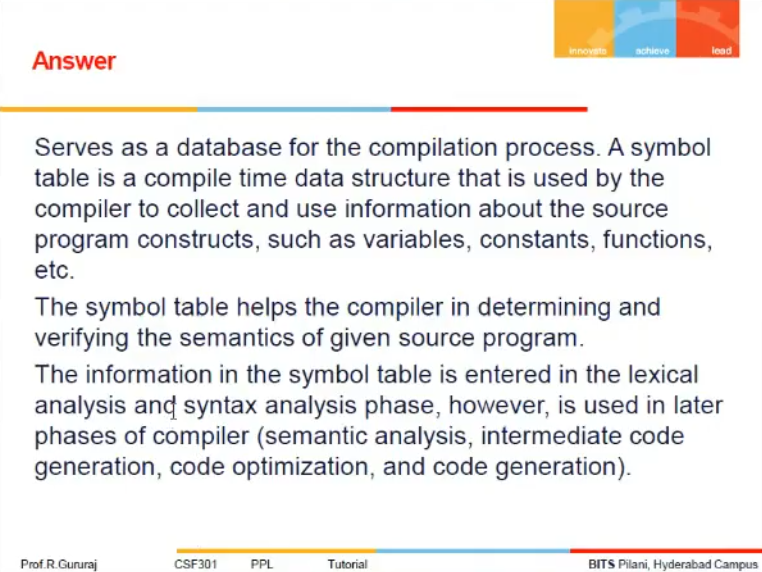 innovate achieve lead
Answer
Serves as a database for the compilation process. A symbol
table is a compile time data structure that is used by the
compiler to collect and use information about the source
program constructs, such as variables, constants, functions,
etc.
The symbol table helps the compiler in determining and
verifying the semantics of given source program.
The information in the symbol table is entered in the lexical
analysis and syntax analysis phase, however, is used in later
phases of compiler (semantic analysis, intermediate code
generation, code optimization, and code generation).
Prof.R.Gururaj CSF301 PPL Tutorial BITS Pilani, Hyderabad Campus